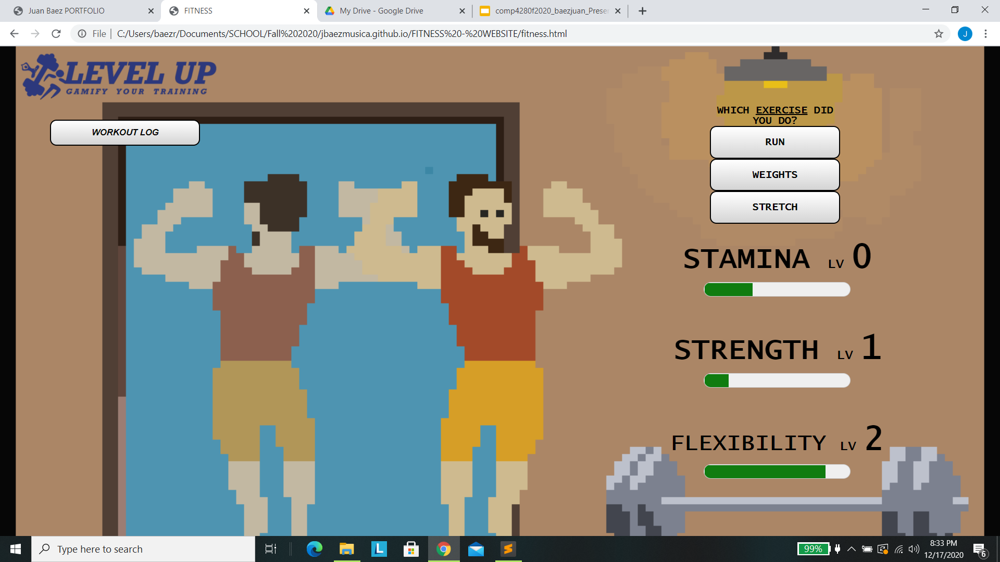 Juan Baez PORTFOLIO
FITNESS
My Drive - Google Drive
comp4280f2020_baezjuan_Presen
File
C:/Users/baezr/Documents/SCHOOL/Fall%202020/jbaezmusica.github.io/FITNESS%20-%20WEBSITE/fitness.html
J
LEVEL UP
GAMIFY YOUR TRAINING
WORKOUT LOG
WHICH EXERCISE DID
YOU DO?
RUN
WEIGHTS
STRETCH
STAMINA LV 0
STRENGTH LV 1
FLEXIBILITY LV 2
Type here to search
L
99%
8:33 PM
12/17/2020
6